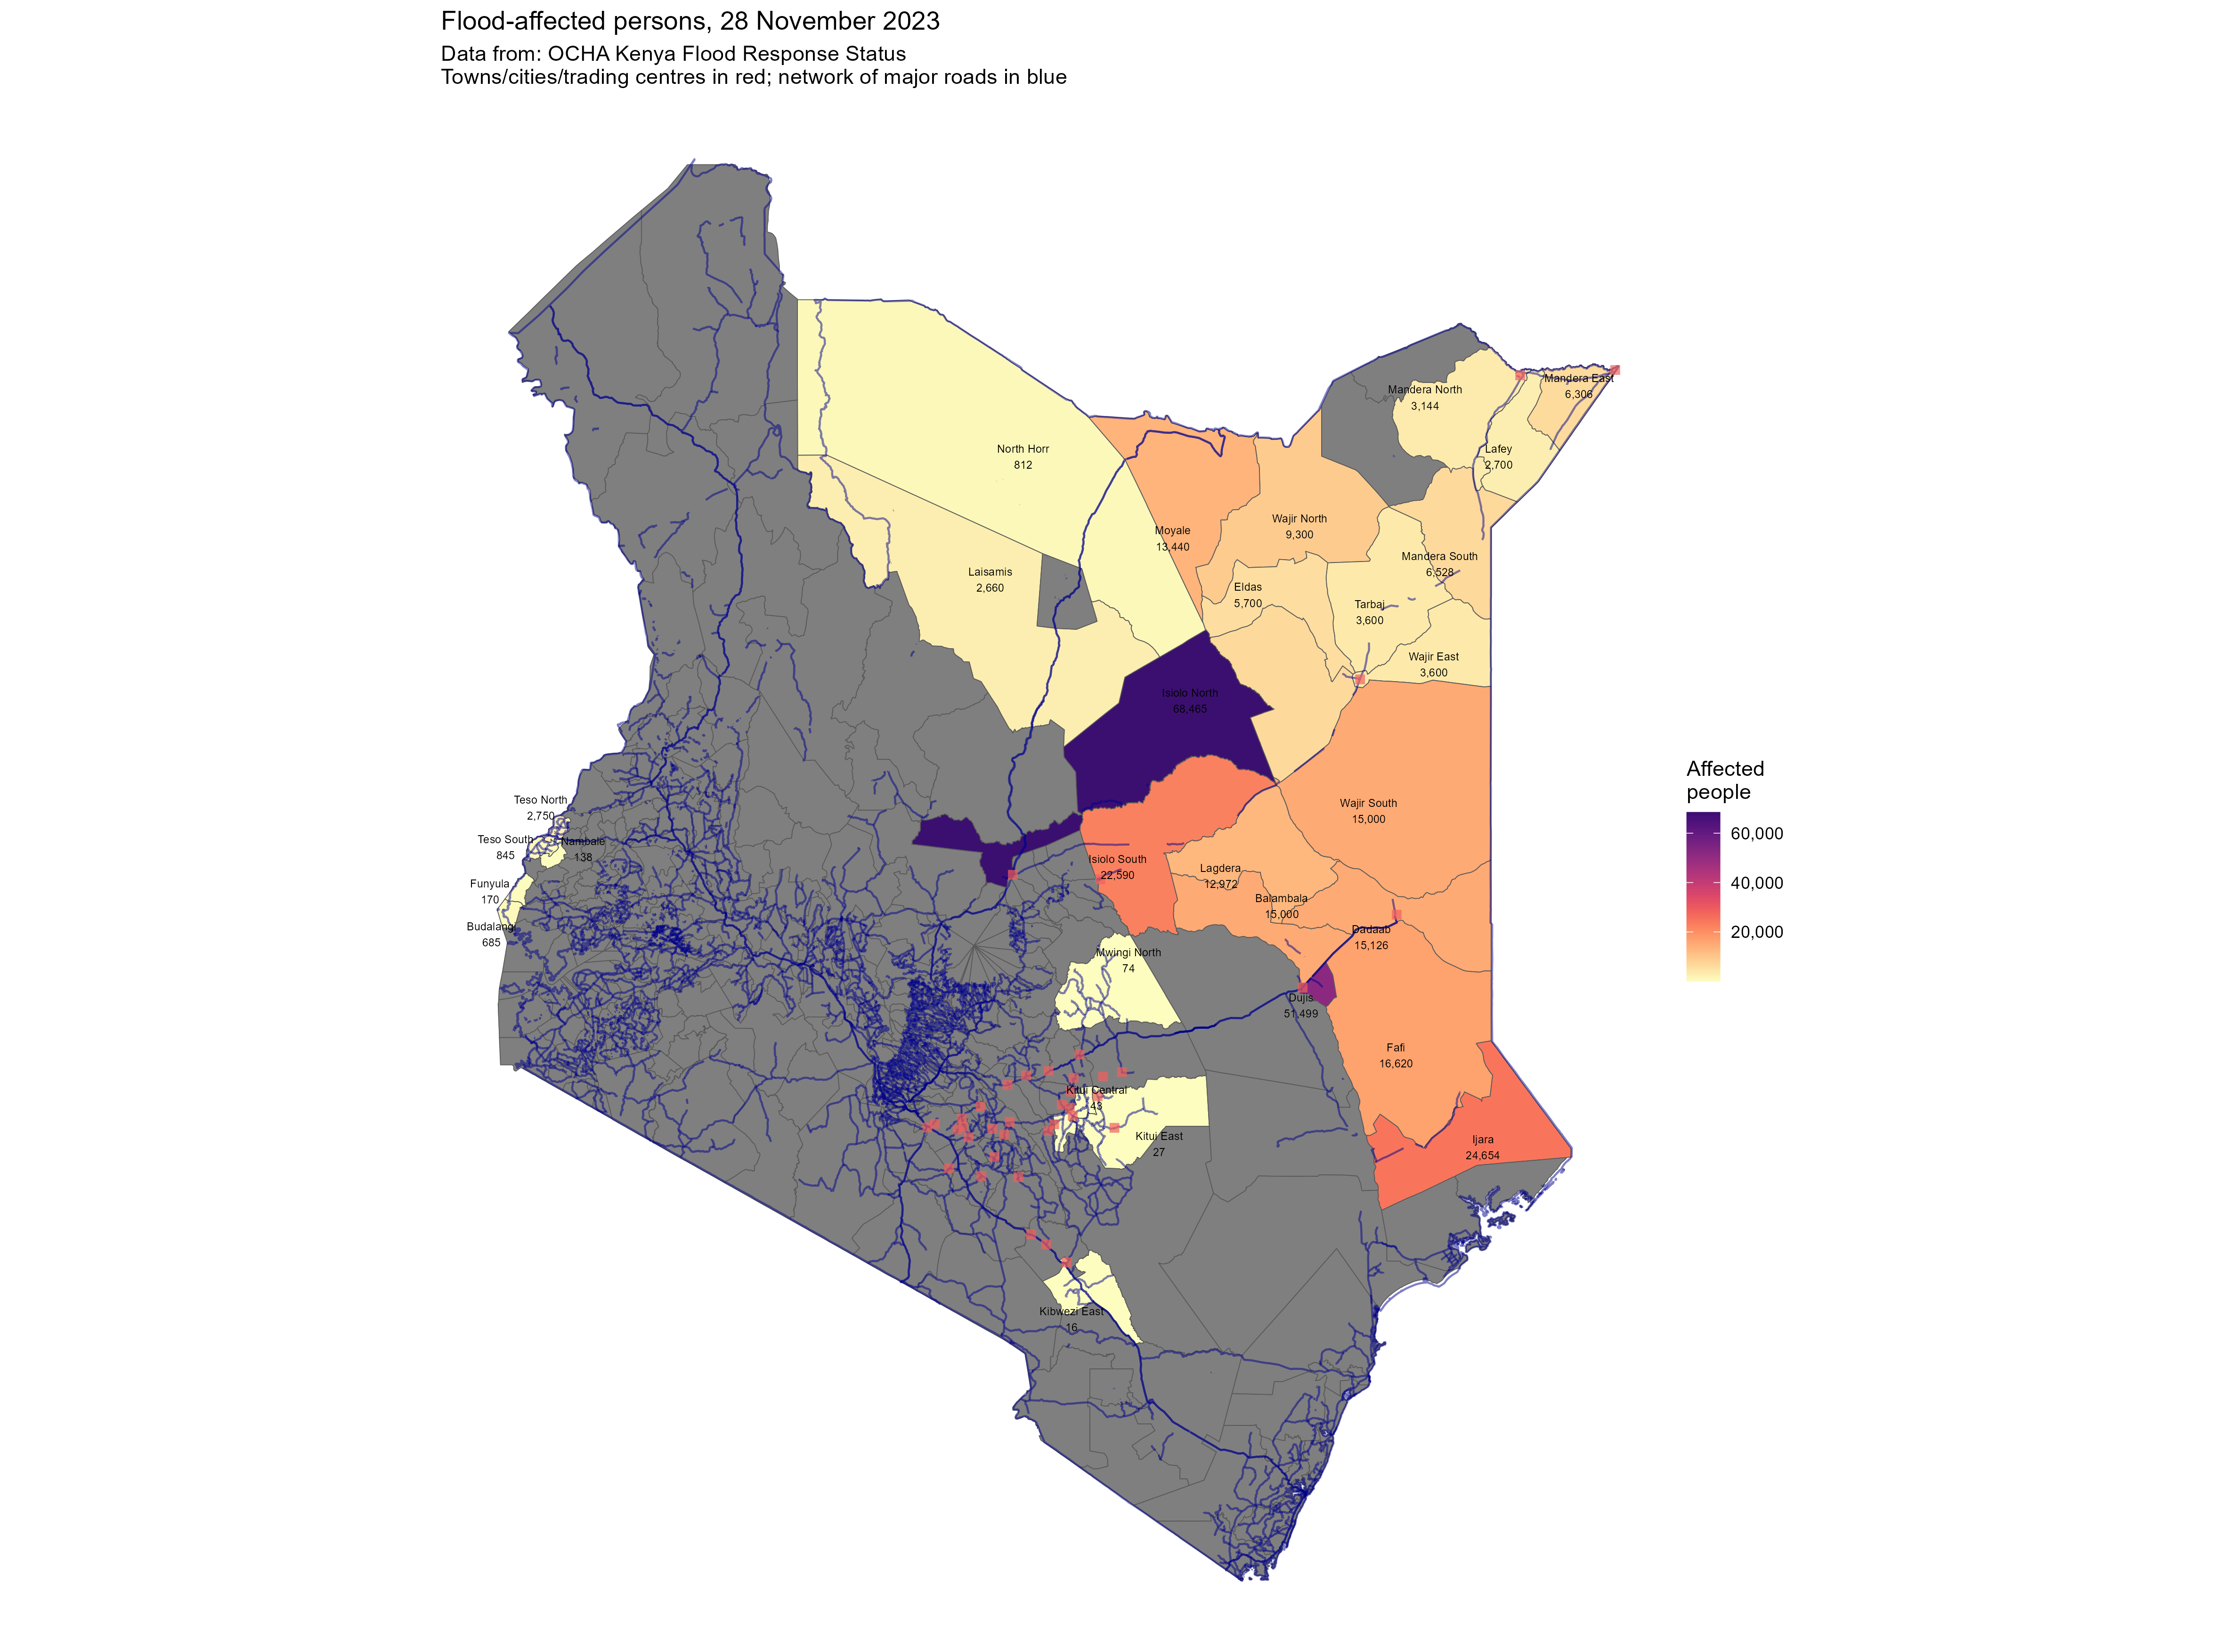 Flood-affected persons, 28 November 2023
Data from: OCHA Kenya Flood Response Status
Towns/cities/trading centres in red; network of major roads in blue
Mandera East
6,306
Mandera North
3,144
North Horr
812
Lafey
2,700
Wajir North
9,300
Moyale
13,440
Mandera South
6,528
Laisamis
2,660
Eldas
5,700
Tarbaj
3,600
Wajir East
3,600
Isiolo North
68,465
Affected
people
60,000
40,000
20,000
Teso North
2,750
Wajir South
15,000
Teso South
845
Nambale
138
Isiolo South
22,590
Lagdera
12,972
Funyula
170
Balambala
15,000
Budalangi
685
Dadaab
15,126
Mwingi North
74
Dujis
51,499
Fafi
16,620
Kitui Central
43
Kitui East
27
Ijara
24,654
Kibwezi East
16